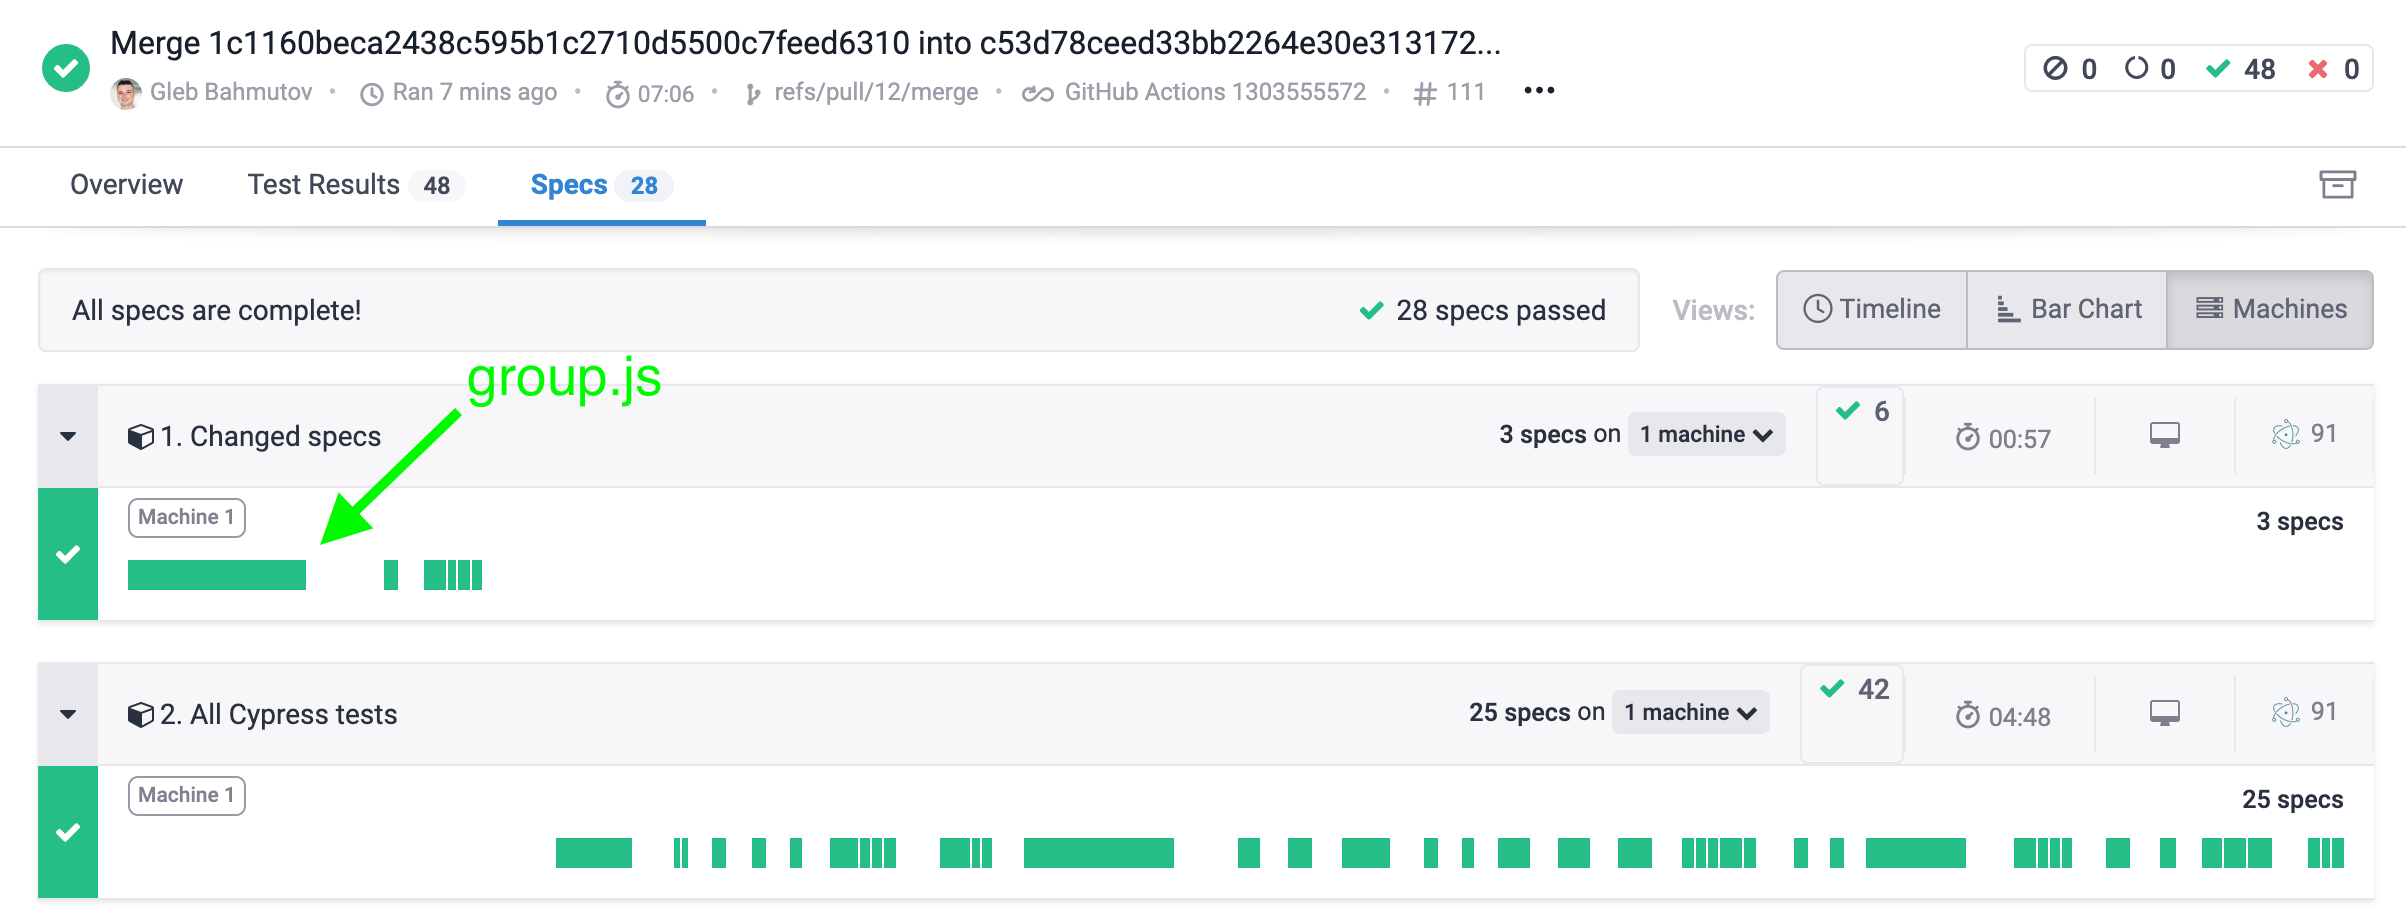 Merge 1c1160beca2438c595b1c2710d5500c7feed6310 into c53d78ceed33bb2264e30e313172...
Gleb Bahmutov • Ran 7 mins ago • 07:06 • refs/pull/12/merge • GitHub Actions 1303555572 • # 111 •••
0 0 48 0
Overview Test Results 48 Specs 28
All specs are complete! 28 specs passed Views: Timeline Bar Chart Machines
group.js
1. Changed specs 3 specs on 1 machine 6 00:57 91
Machine 1
3 specs
2. All Cypress tests 25 specs on 1 machine 42 04:48 91
Machine 1
25 specs